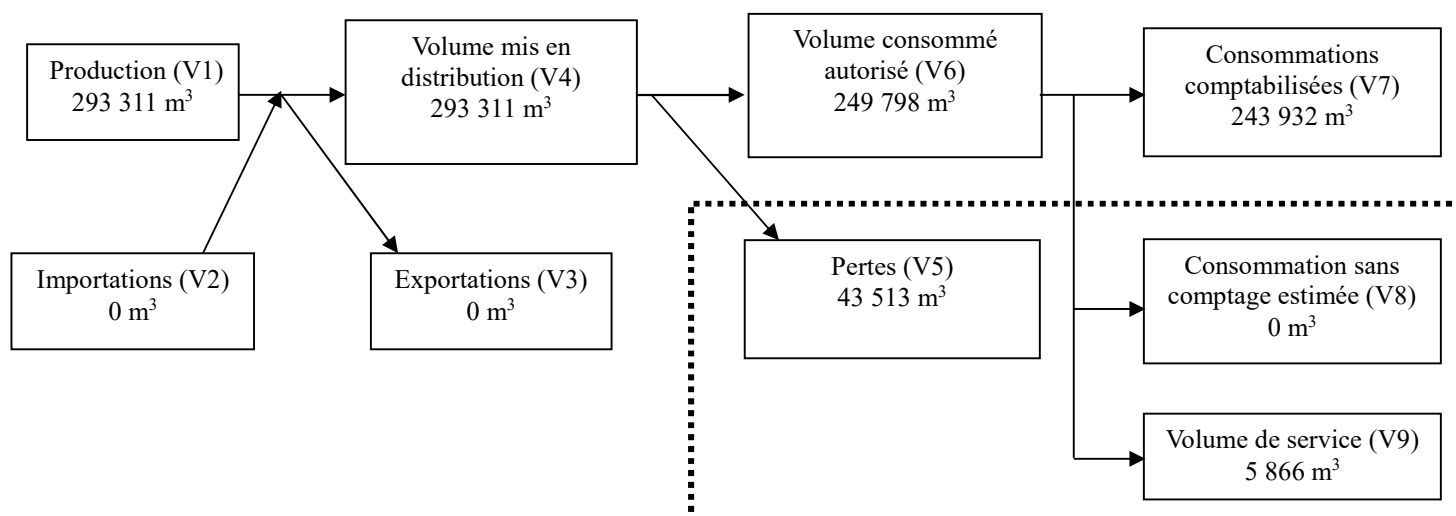 Production (V1)
293 311 m³
Volume mis en
distribution (V4)
293 311 m³
Volume consommé
autorisé (V6)
249 798 m³
Consommations
comptabilisées (V7)
243 932 m³
Importations (V2)
0 m³
Exportations (V3)
0 m³
Pertes (V5)
43 513 m³
Consommation sans
comptage estimée (V8)
0 m³
Volume de service (V9)
5 866 m³